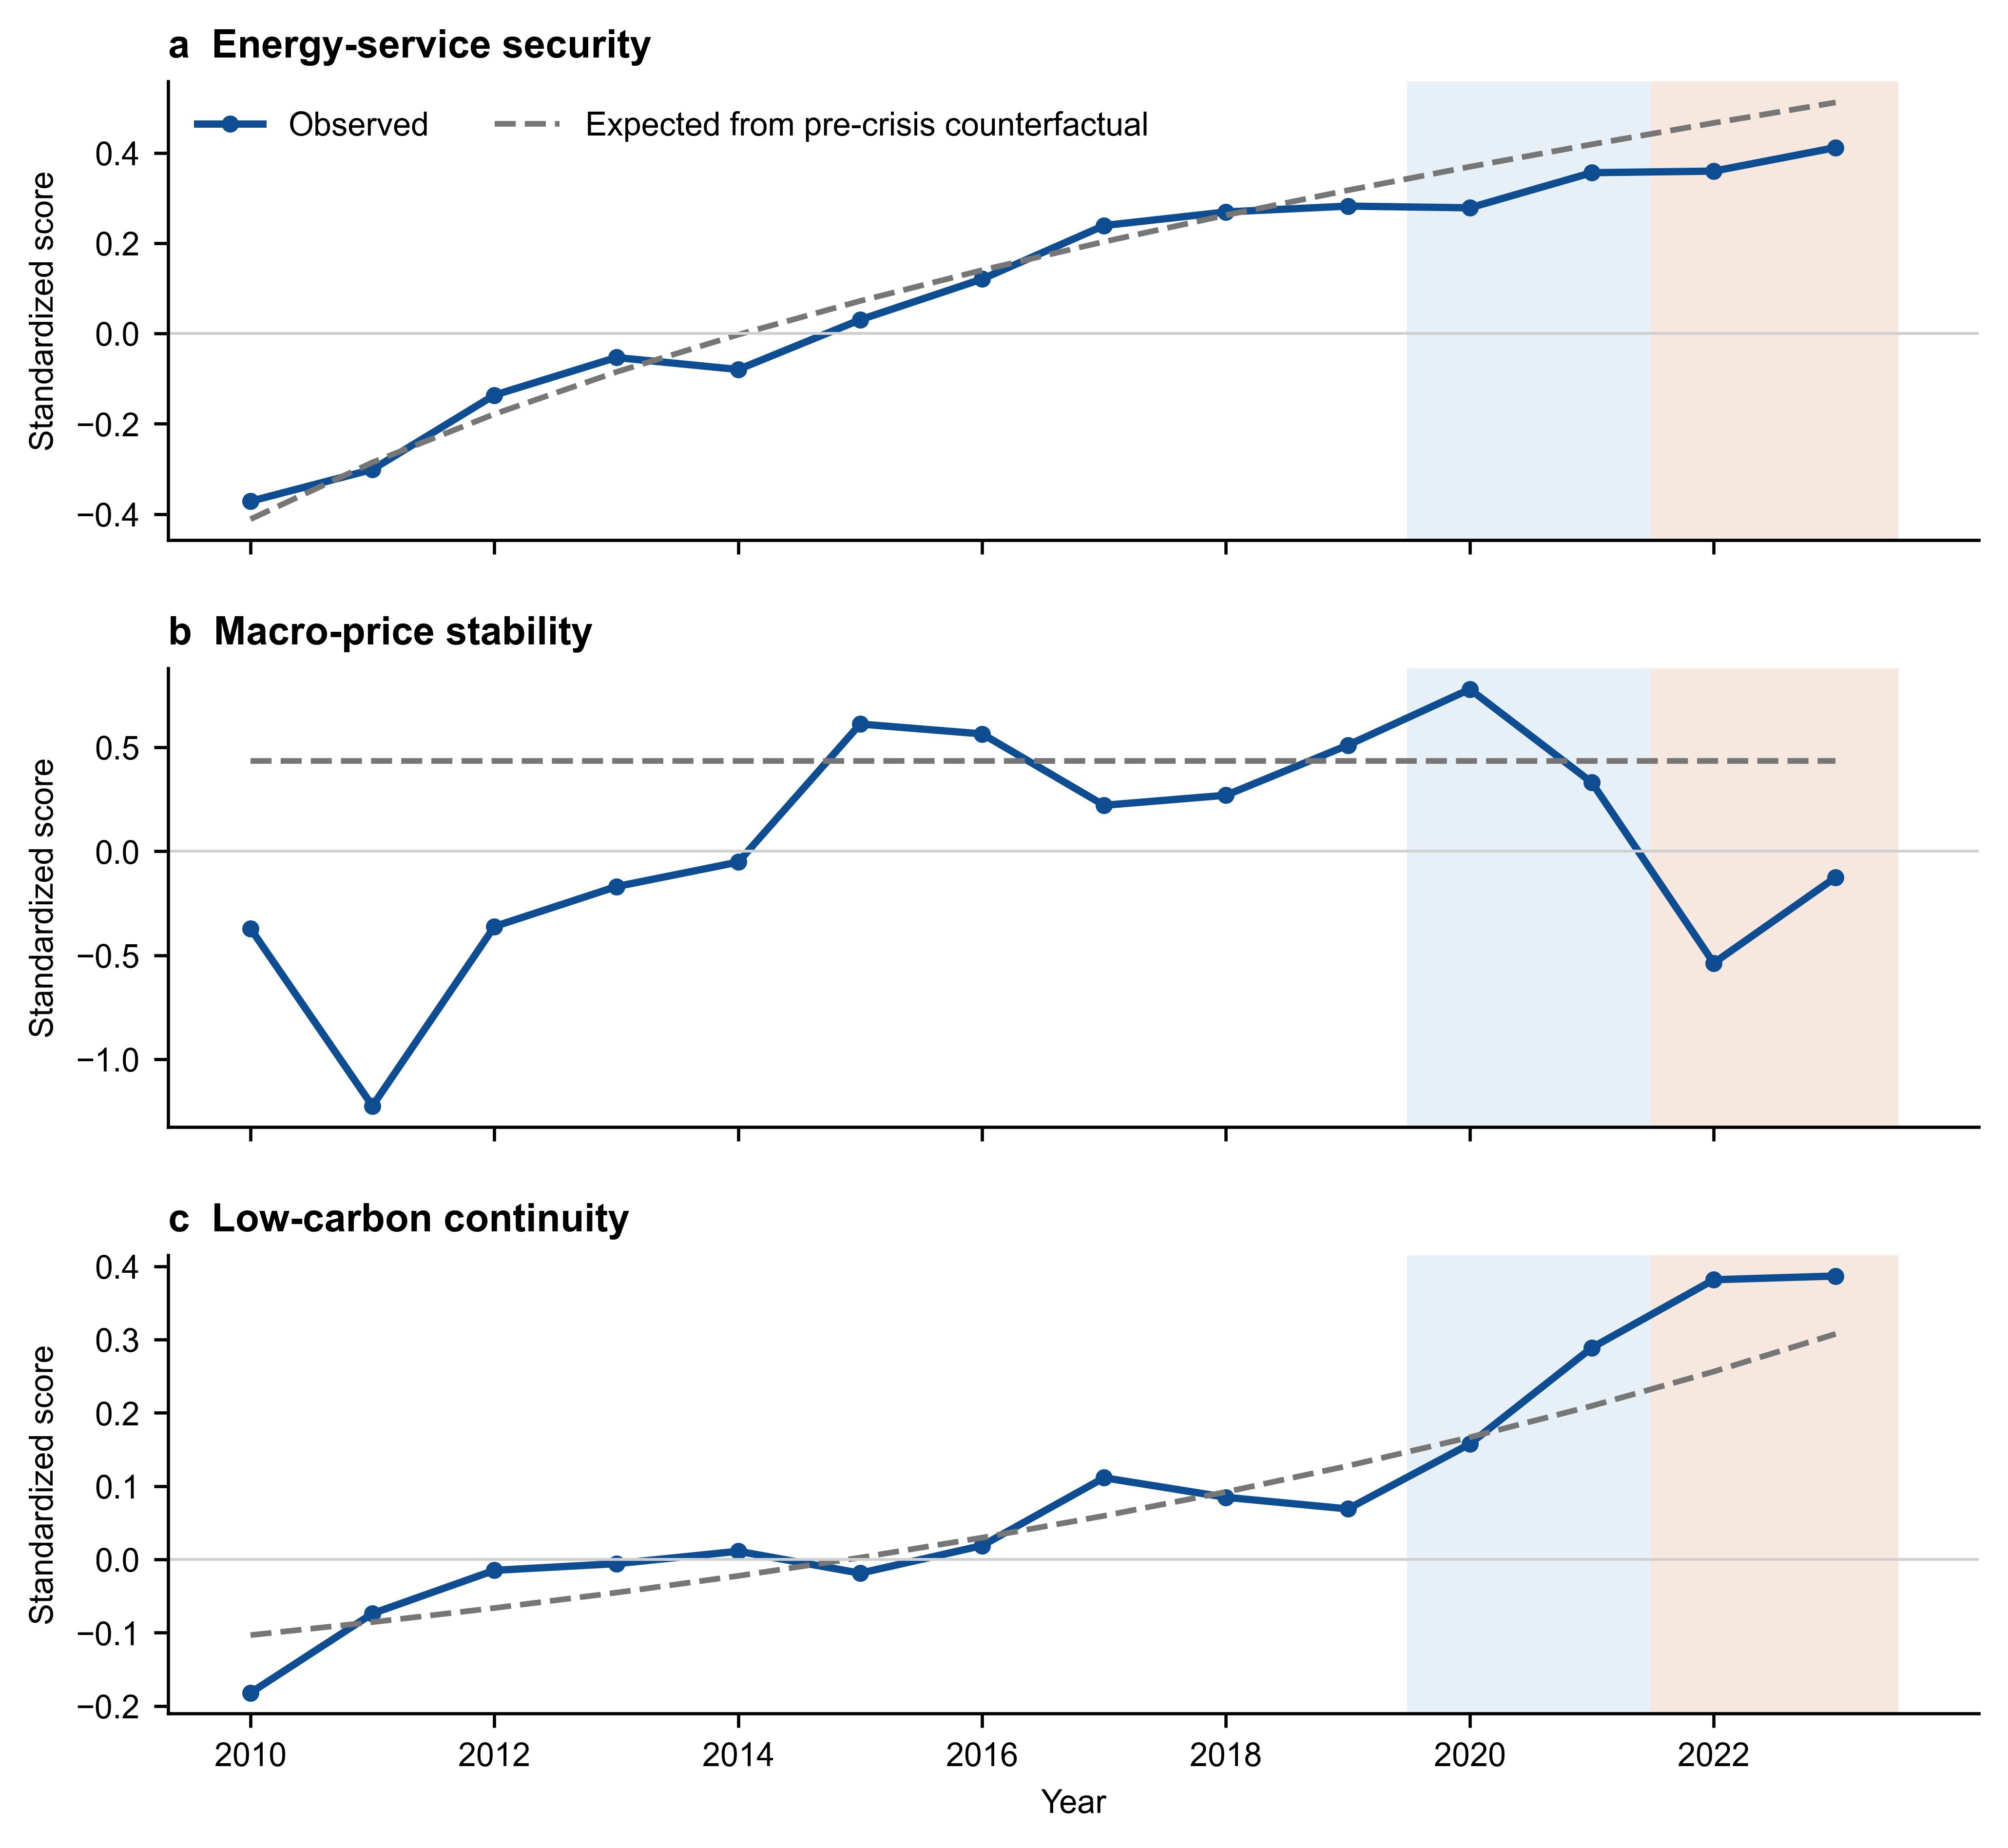 a Energy-service security
Observed
Expected from pre-crisis counterfactual
0.4
0.2
0.0
−0.2
−0.4
Standardized score
b Macro-price stability
0.5
0.0
−0.5
−1.0
Standardized score
c Low-carbon continuity
0.4
0.3
0.2
0.1
0.0
−0.1
−0.2
Standardized score
2010 2012 2014 2016 2018 2020 2022
Year